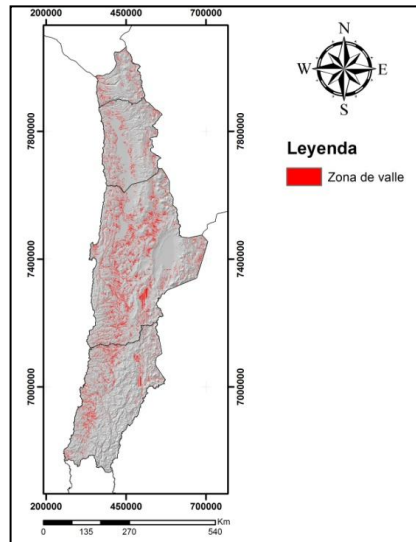 200000 450000 700000
N
W E
S
7800000 7800000
Leyenda
Zona de valle
7400000 7400000
7000000 7000000
200000 450000 700000
Km
0 135 270 540